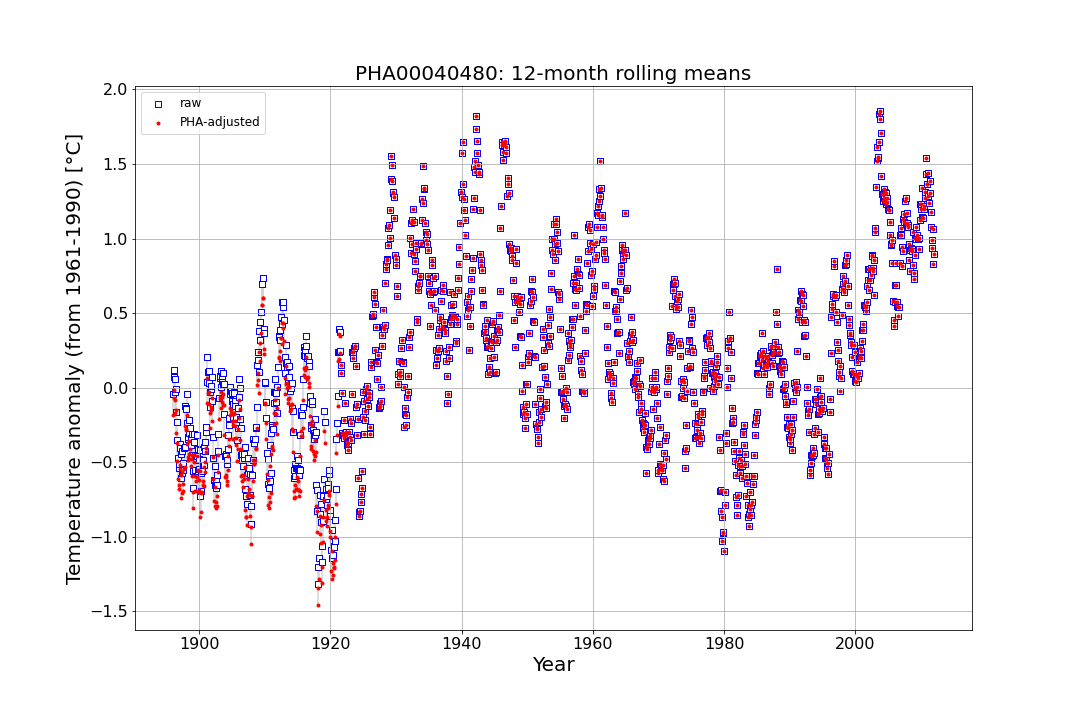 PHA00040480: 12-month rolling means
raw
PHA-adjusted
Temperature anomaly (from 1961-1990) [°C]
2.0
1.5
1.0
0.5
0.0
−0.5
−1.0
−1.5
1900 1920 1940 1960 1980 2000
Year